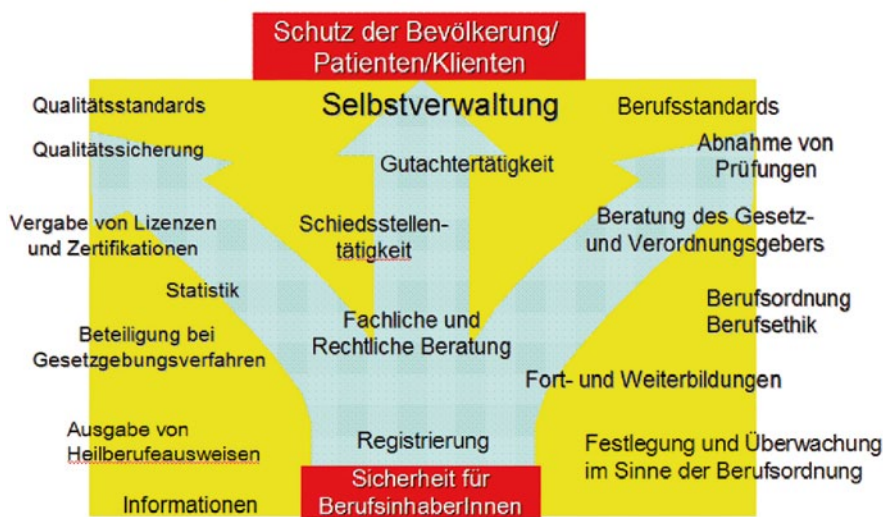 Schutz der Bevölkerung/
Patienten/Klienten
Qualitätsstandards
Selbstverwaltung
Berufsstandards
Qualitätssicherung
Gutachtertätigkeit
Abnahme von
Prüfungen
Vergabe von Lizenzen
und Zertifikationen
Schiedsstellen-
tätigkeit
Beratung des Gesetz-
und Verordnungsgebers
Statistik
Berufsordnung
Berufsethik
Beteiligung bei
Gesetzgebungsverfahren
Fachliche und
Rechtliche Beratung
Fort- und Weiterbildungen
Ausgabe von
Heilberufeausweisen
Registrierung
Festlegung und Überwachung
im Sinne der Berufsordnung
Informationen
Sicherheit für
BerufsinhaberInnen